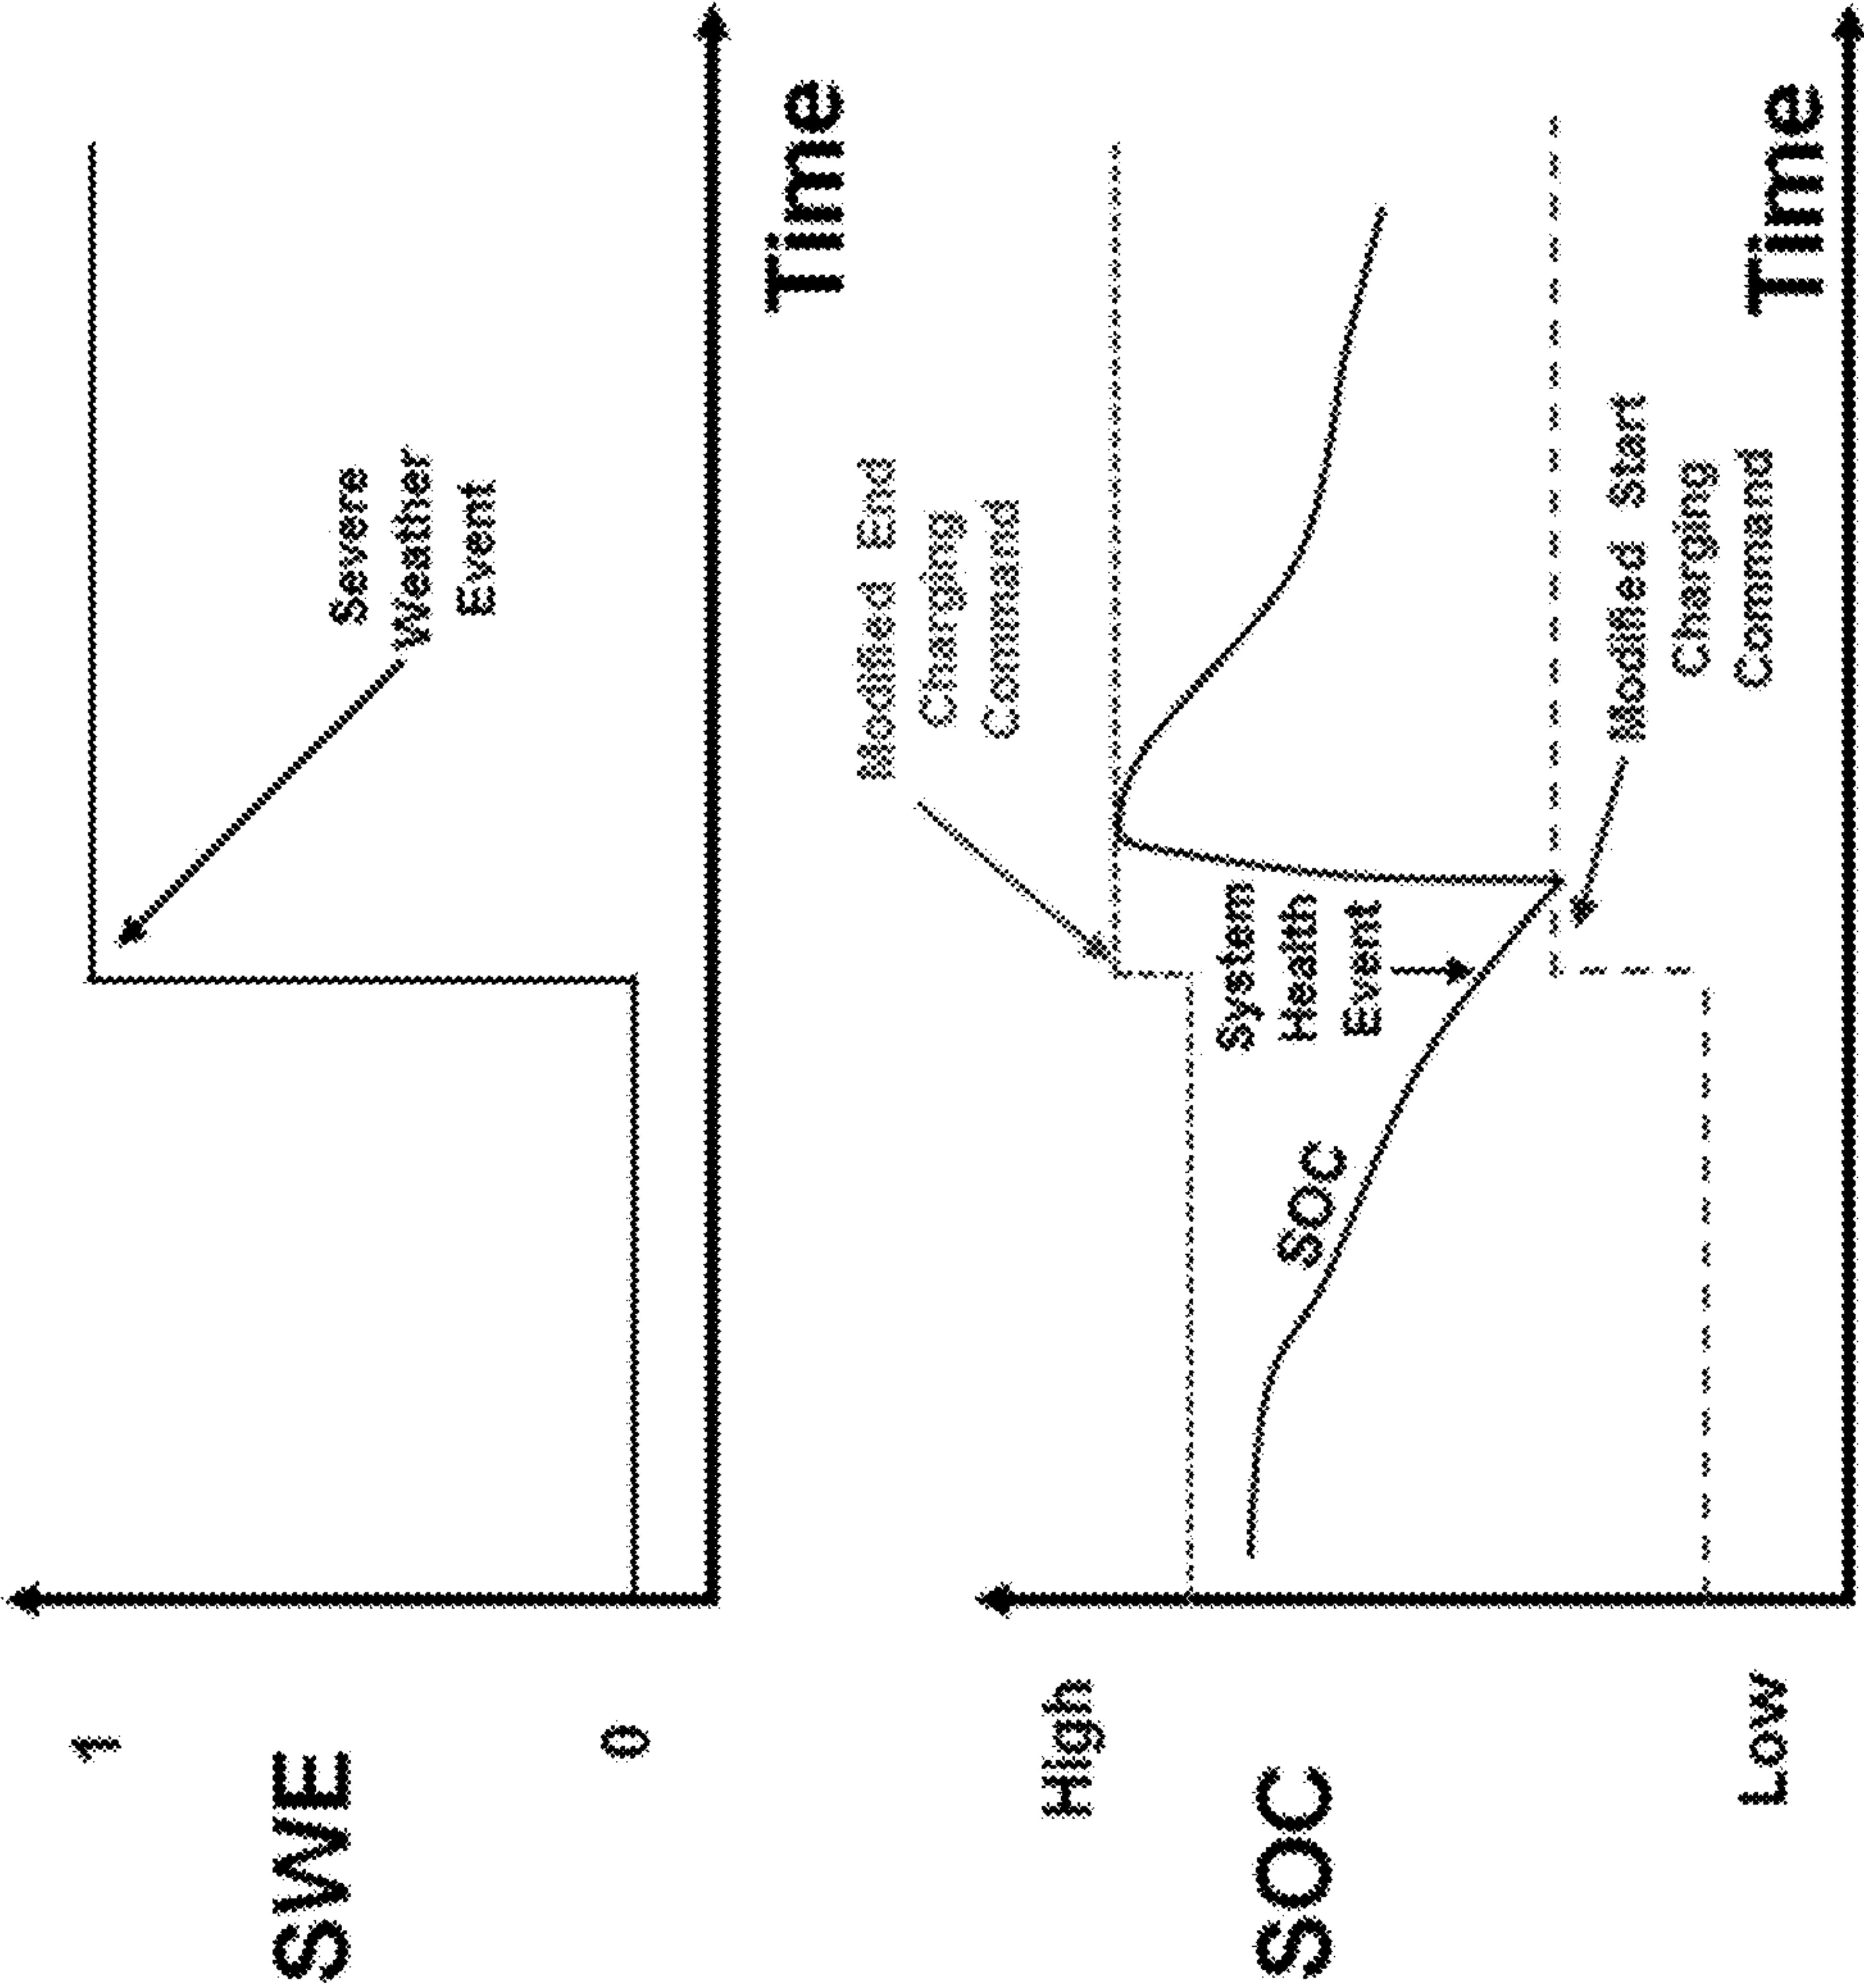 1
SWE
0
Severe
Weather
Event
Time
Modified End
Charging
Command
High
SOC
Low
SOC
System
Health
Event
Modified Start
Charging
Command
Time